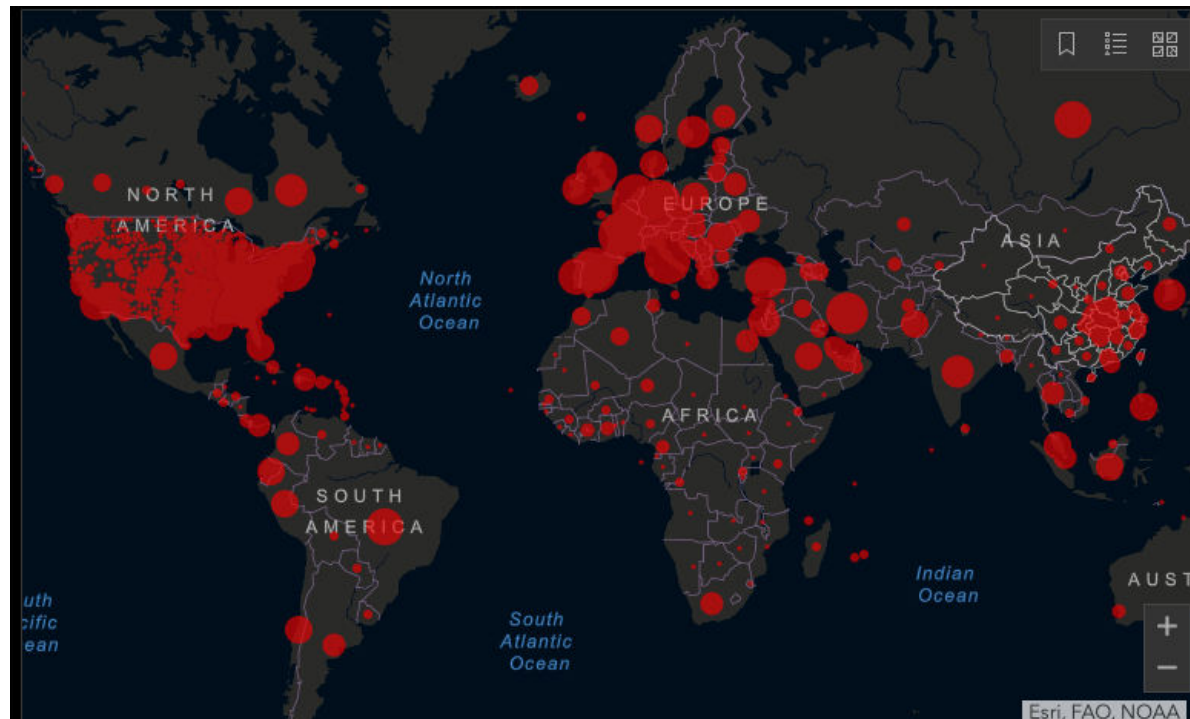 NORTH
AMERICA
EUROPE
ASIA
North
Atlantic
Ocean
AFRICA
SOUTH
AMERICA
Indian
Ocean
AUST
uth
cific
ean
South
Atlantic
Ocean
+
−
Esri, FAO, NOAA